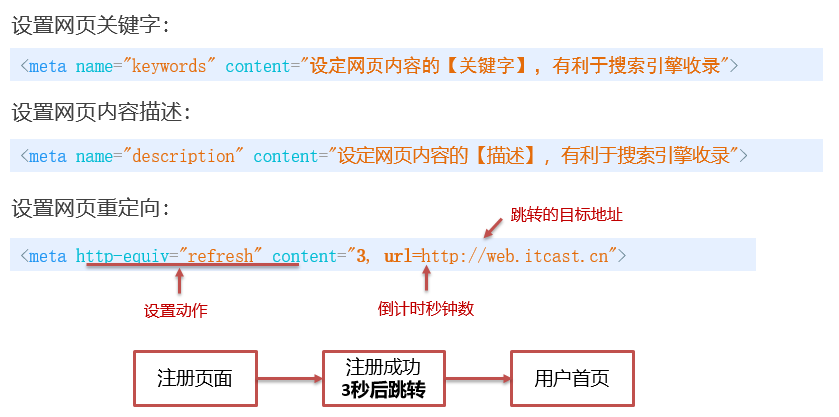 设置网页关键字：
<meta name="keywords" content="设定网页内容的【关键字】，有利于搜索引擎收录">
设置网页内容描述：
<meta name="description" content="设定网页内容的【描述】，有利于搜索引擎收录">
设置网页重定向：
跳转的目标地址
<meta http-equiv="refresh" content="3, url=http://web.itcast.cn">
设置动作
倒计时秒钟数
注册页面
注册成功
3秒后跳转
用户首页